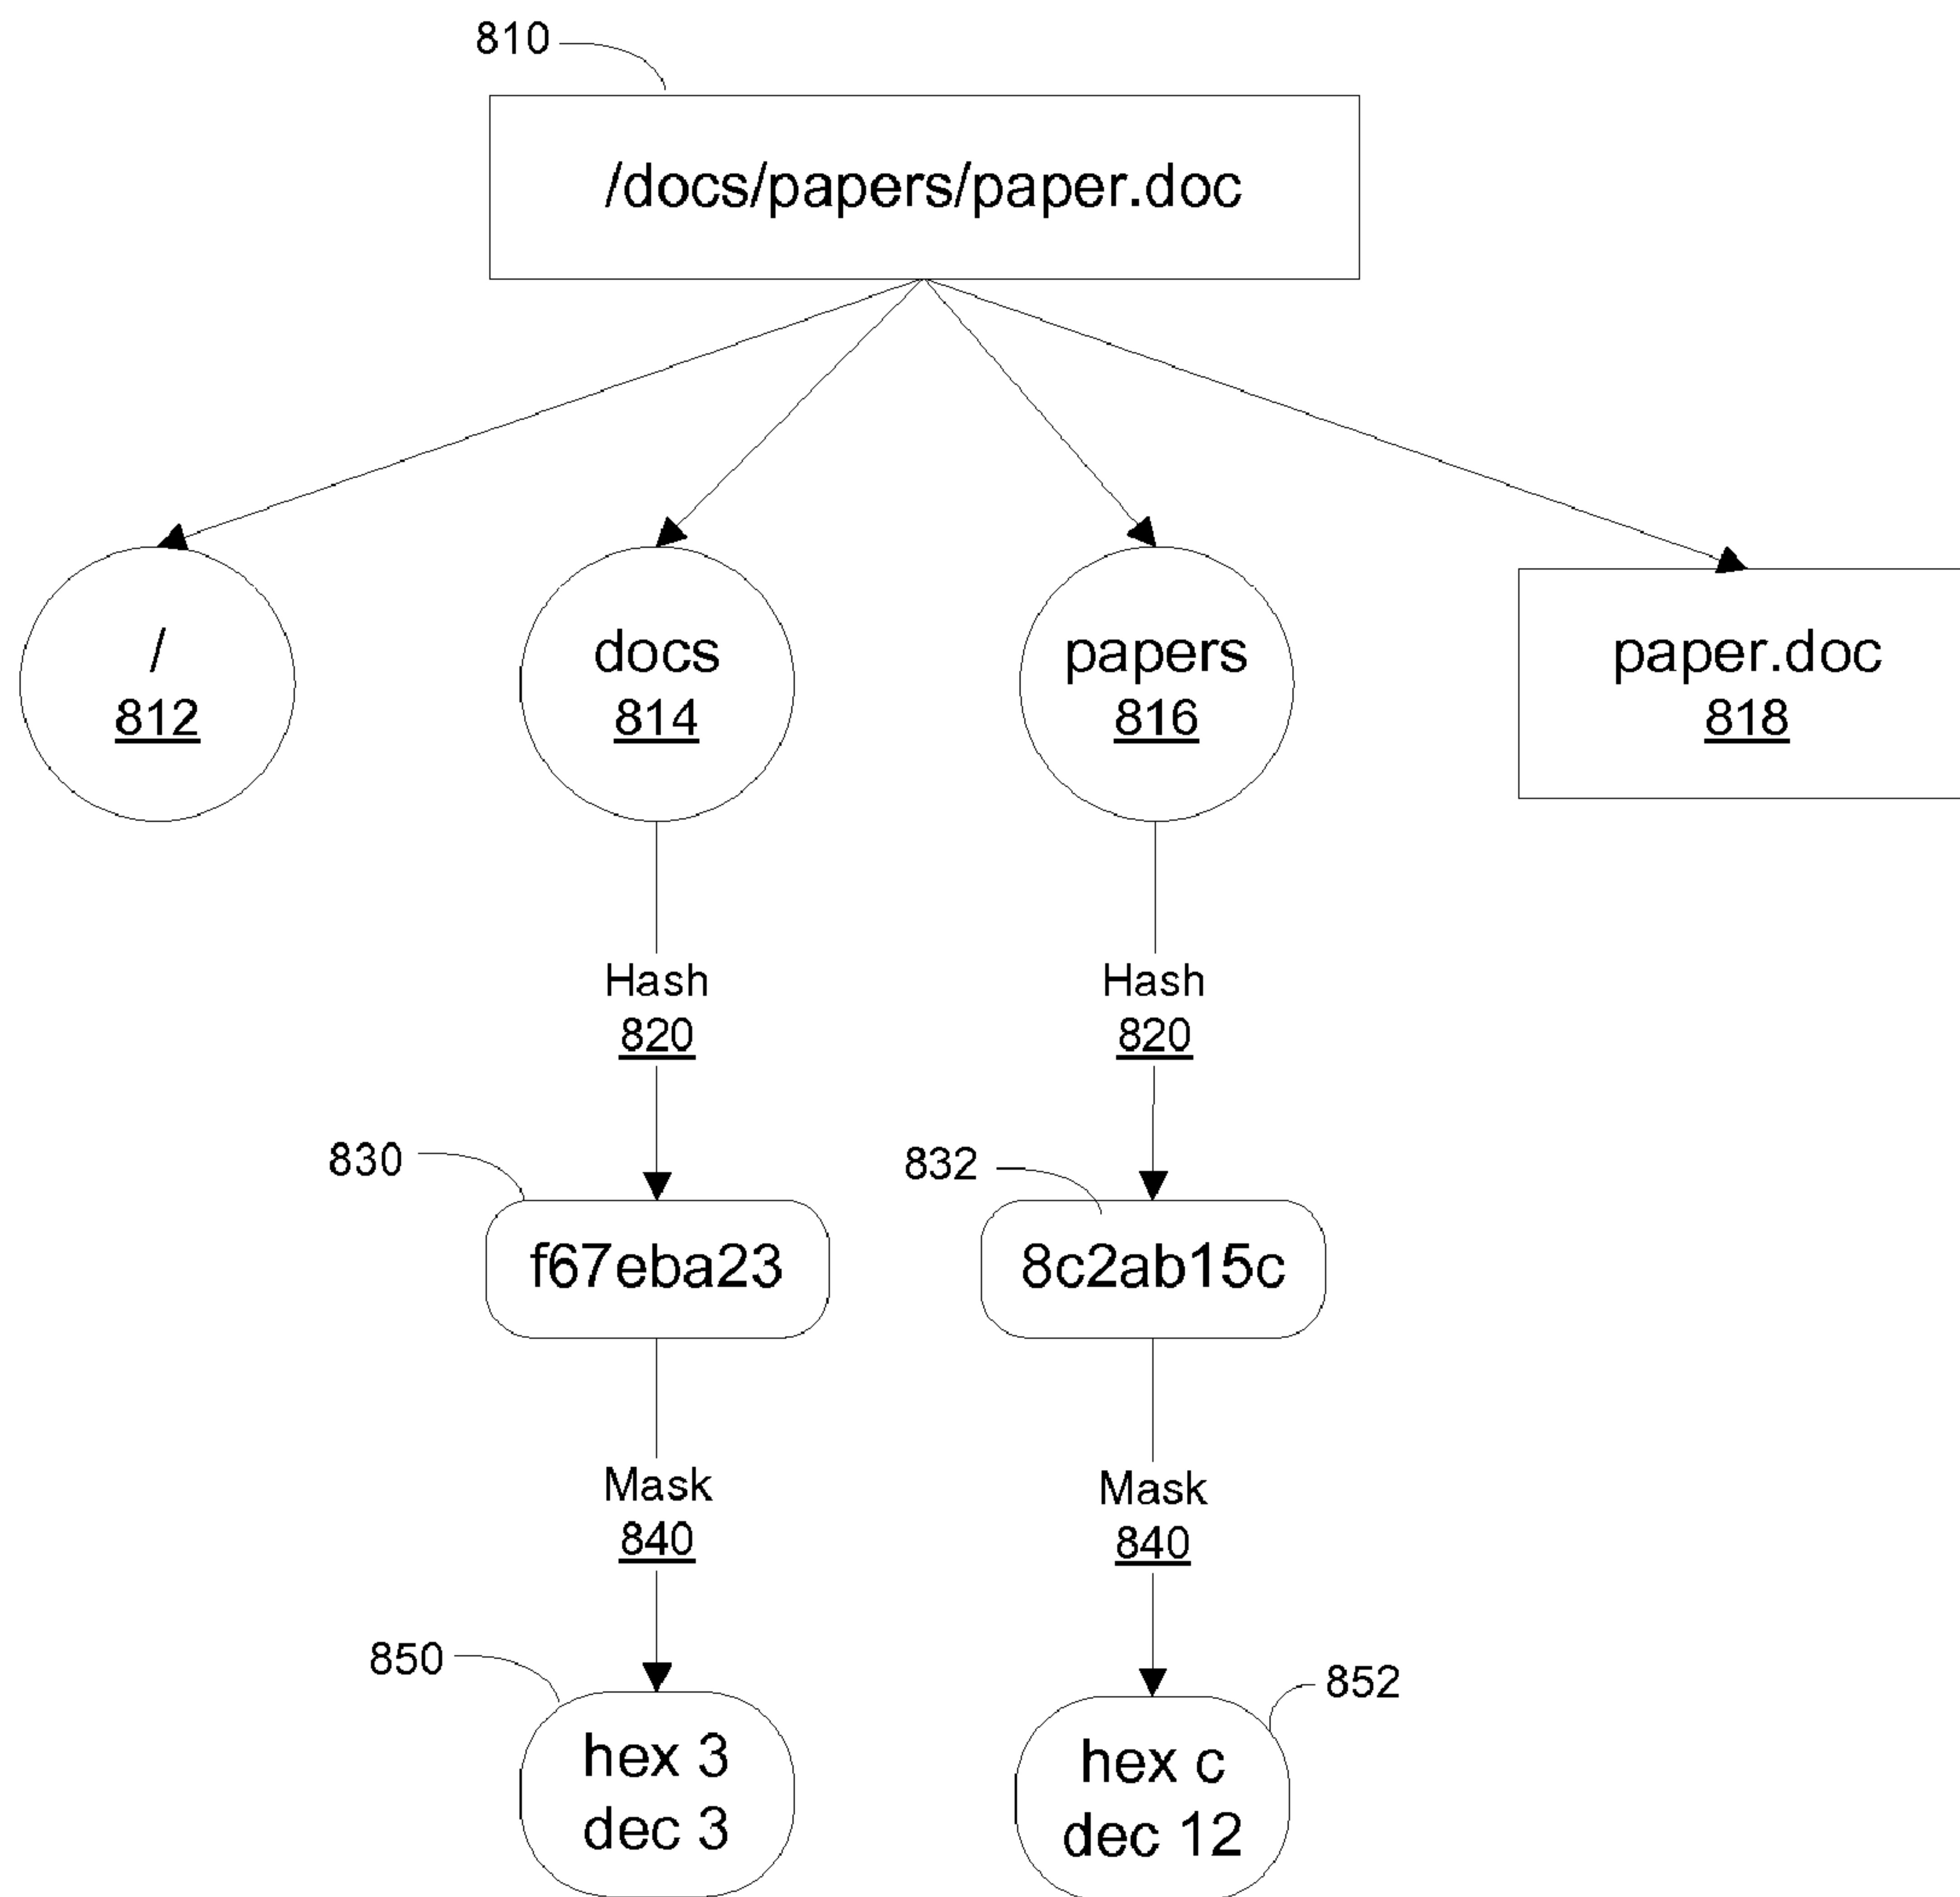 810
/docs/papers/paper.doc
/
812
docs
814
papers
816
paper.doc
818
Hash
820
Hash
820
830
832
f67eba23
8c2ab15c
Mask
840
Mask
840
850
852
hex 3
dec 3
hex c
dec 12